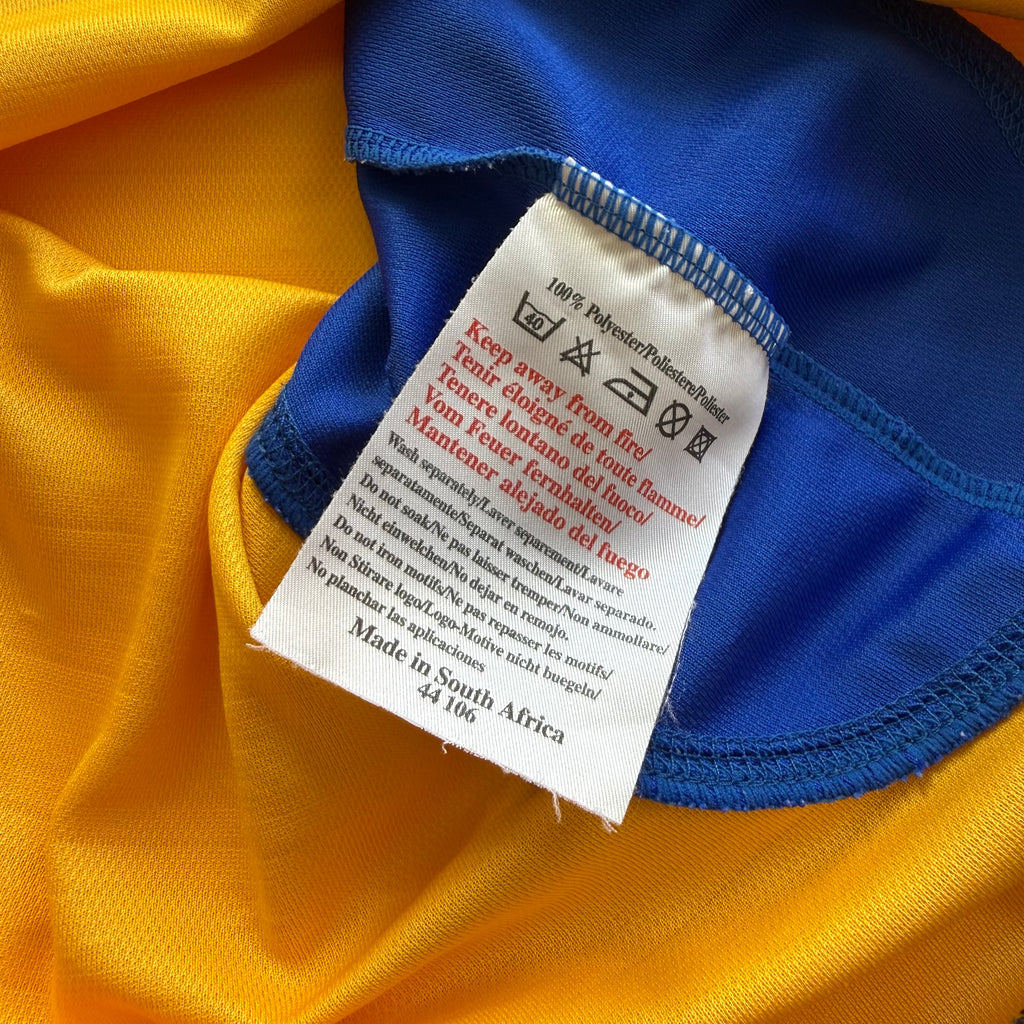 100% Polyester/Poliestere/Poliester
40
Keep away from fire/
Tenir éloigné de toute flamme/
Tenere lontano del fuoco/
Vom Feuer fernhalten/
Mantener alejado del fuego
Wash separately/Laver separement/Lavare
separatamente/Separat waschen/Lavar separado.
Do not soak/Ne pas laisser tremper/Non ammollare/
Nicht einweichen/No dejar en remojo.
Do not iron motifs/Ne pas repasser les motifs/
Non Stirare logo/Logo-Motive nicht buegeln/
No planchar las aplicaciones
Made in South Africa
44 106